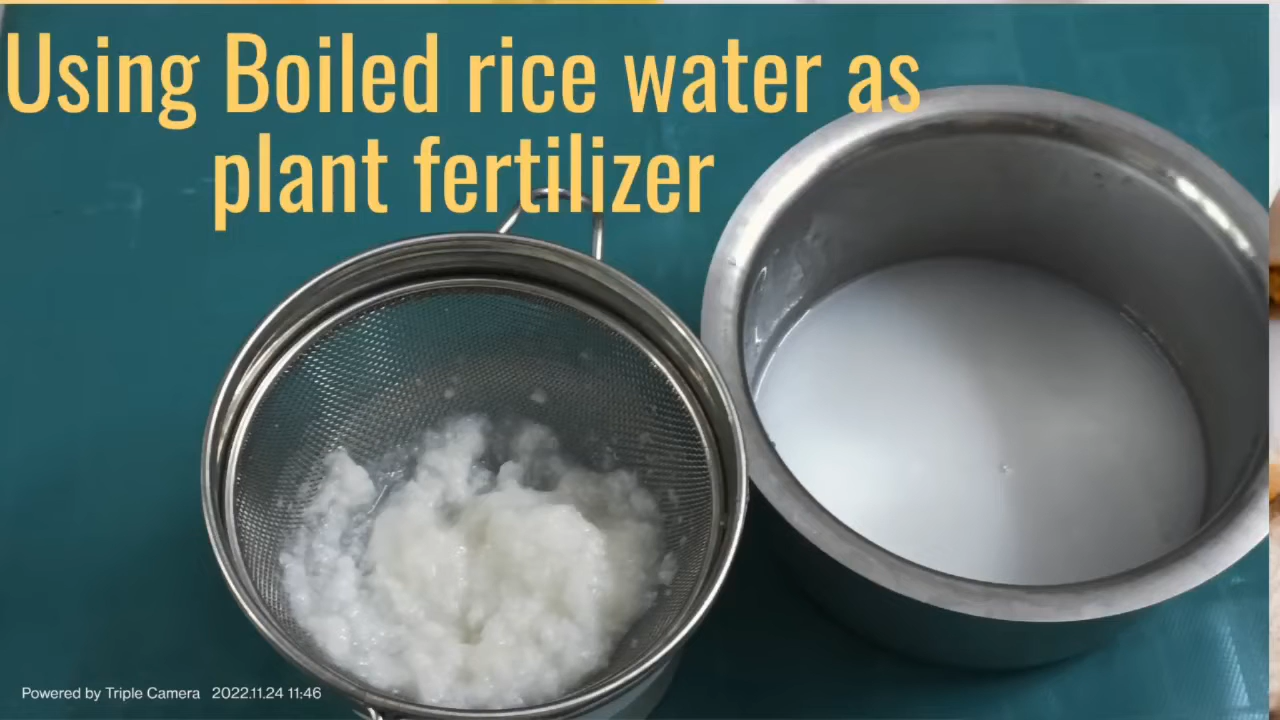 Using Boiled rice water as
plant fertilizer
Powered by Triple Camera 2022.11.24 11:46